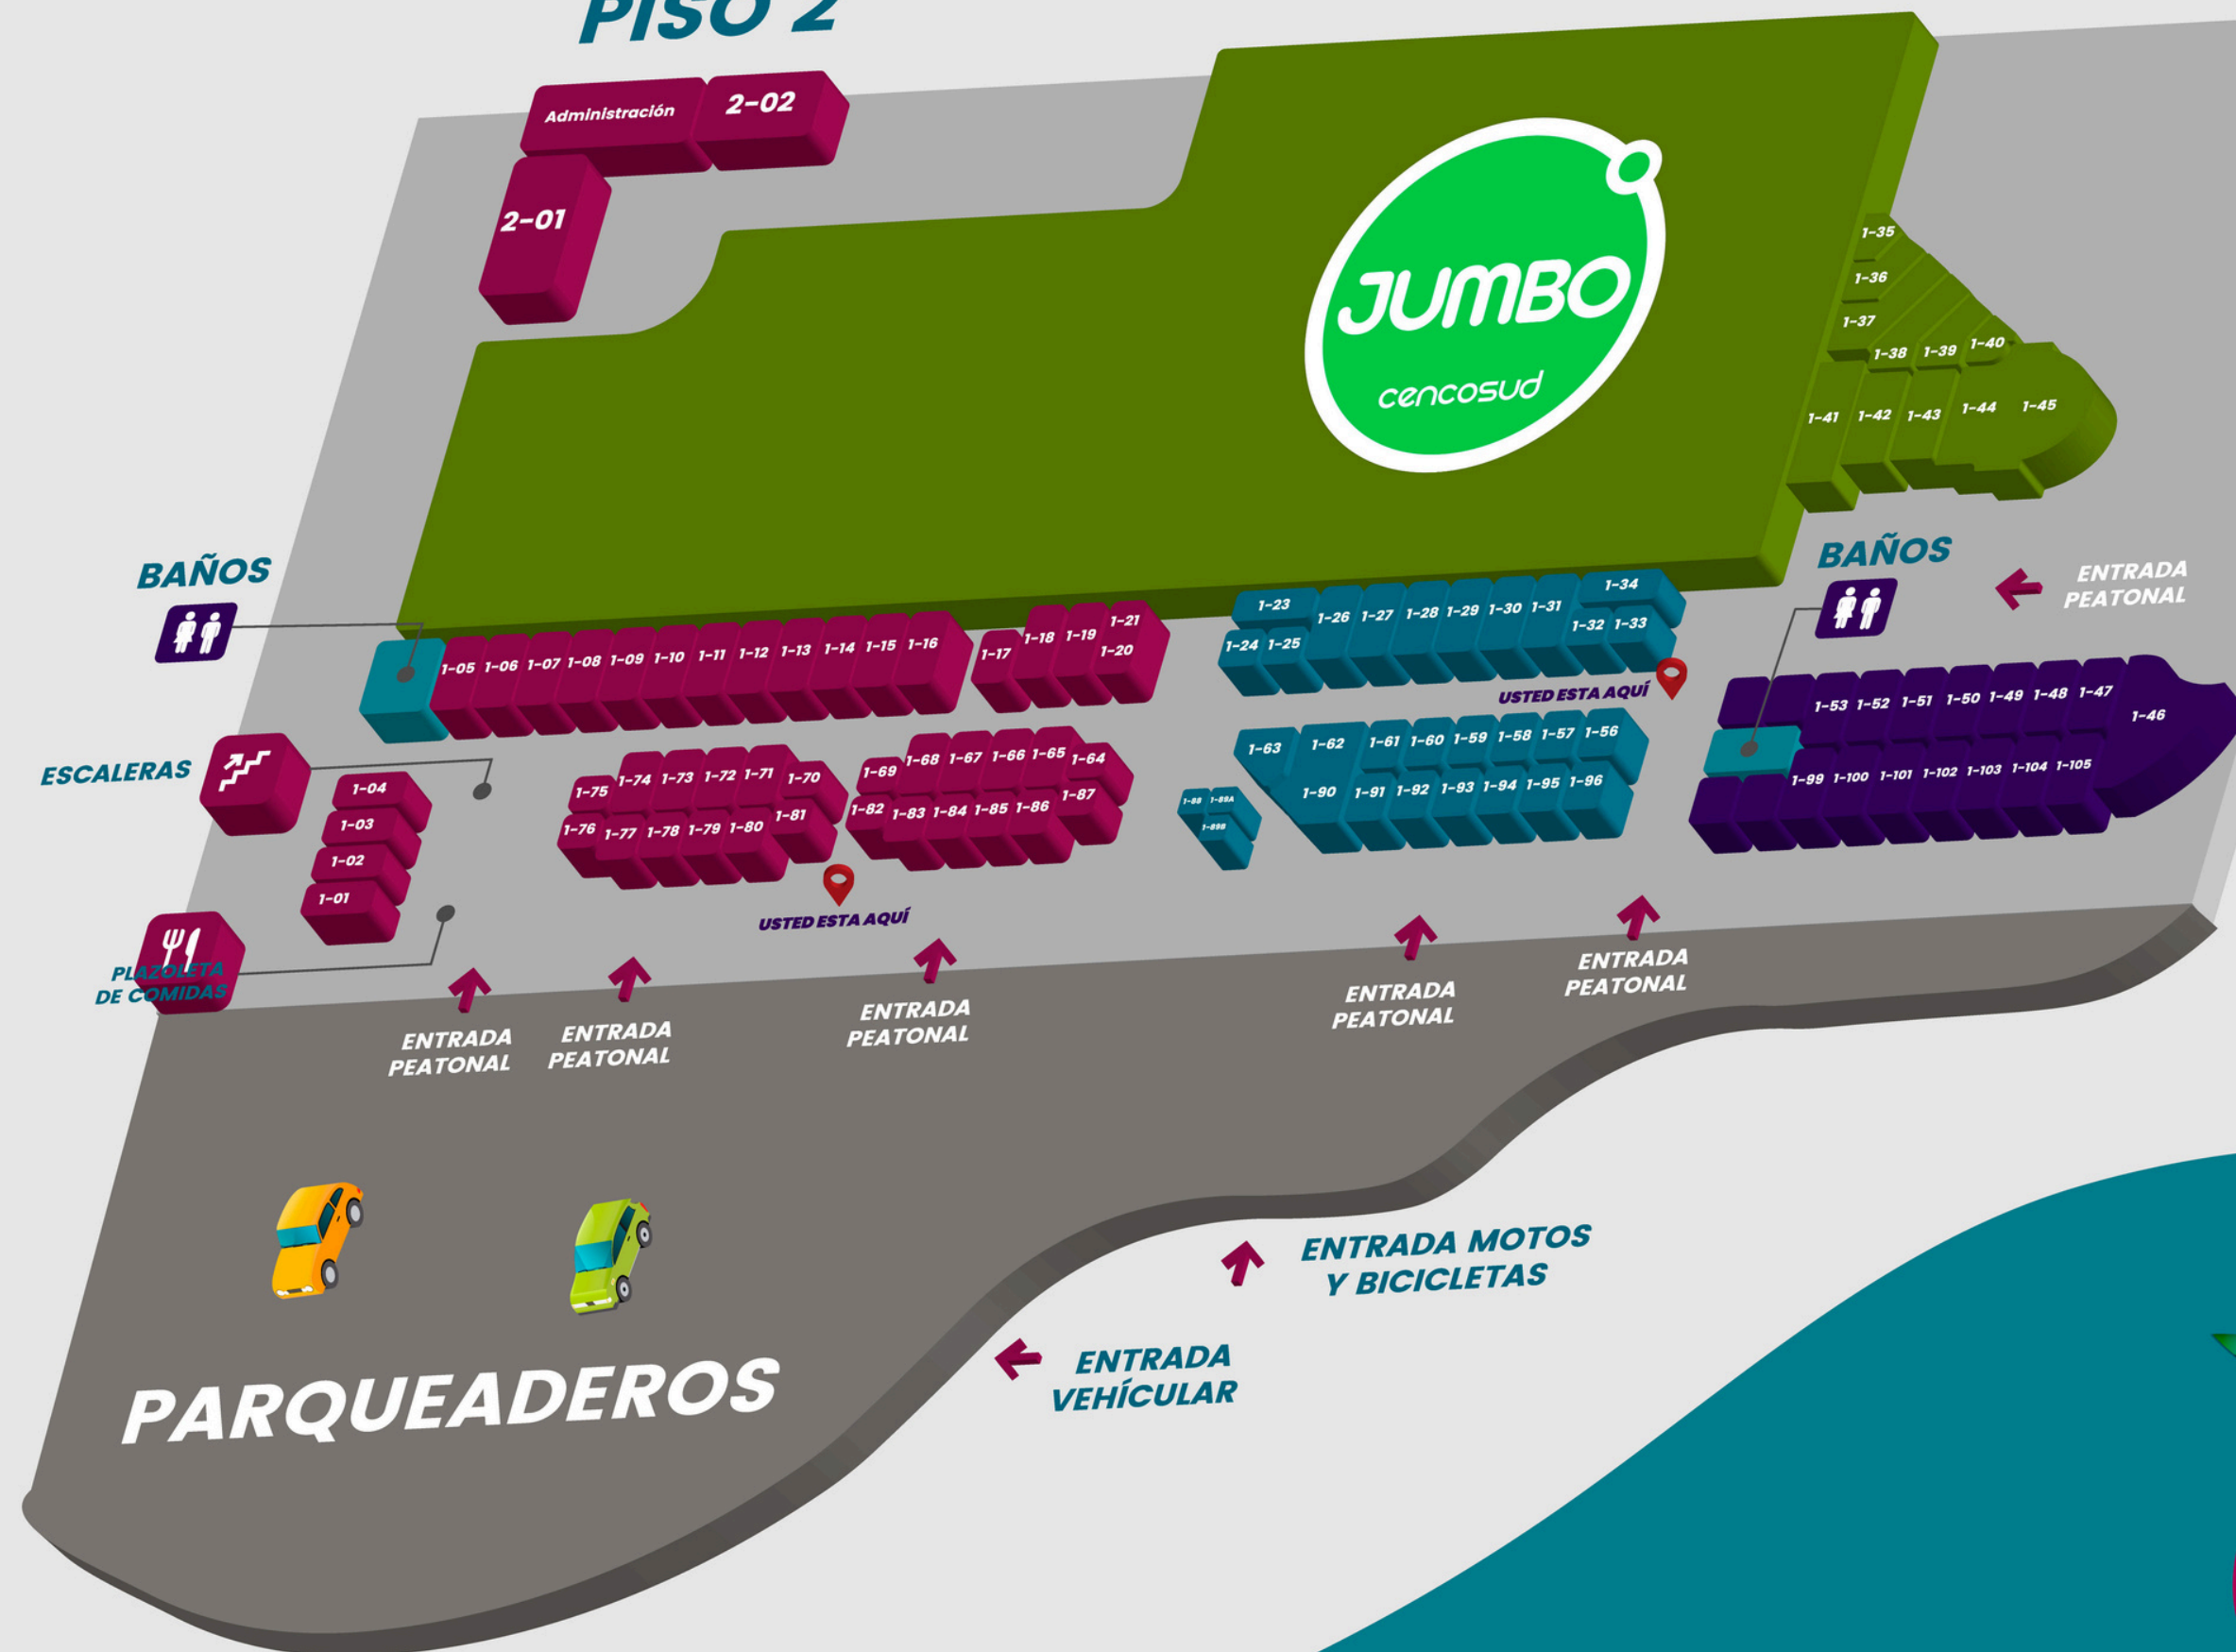 PISO 2
Administración
2-02
2-01
JUMBO
cencosud
1-35
1-36
1-37
1-38 1-39 1-40
1-41 1-42 1-43 1-44 1-45
BAÑOS
BAÑOS
ENTRADA
PEATONAL
1-05 1-06 1-07 1-08 1-09 1-10 1-11 1-12 1-13 1-14 1-15 1-16
1-17 1-18 1-19 1-21
1-20
1-23
1-24 1-25 1-26 1-27 1-28 1-29 1-30 1-31
1-34
1-32 1-33
USTED ESTA AQUÍ
1-53 1-52 1-51 1-50 1-49 1-48 1-47
1-46
1-99 1-100 1-101 1-102 1-103 1-104 1-105
1-63 1-62 1-61 1-60 1-59 1-58 1-57 1-56
1-90 1-91 1-92 1-93 1-94 1-95 1-96
1-88 1-89A
1-89B
1-69 1-68 1-67 1-66 1-65 1-64
1-82 1-83 1-84 1-85 1-86 1-87
1-75 1-74 1-73 1-72 1-71 1-70
1-76 1-77 1-78 1-79 1-80 1-81
ESCALERAS
1-04
1-03
1-02
1-01
USTED ESTA AQUÍ
PLAZOLETA
DE COMIDAS
ENTRADA
PEATONAL
ENTRADA
PEATONAL
ENTRADA
PEATONAL
ENTRADA
PEATONAL
ENTRADA
PEATONAL
ENTRADA MOTOS
Y BICICLETAS
ENTRADA
VEHÍCULAR
PARQUEADEROS